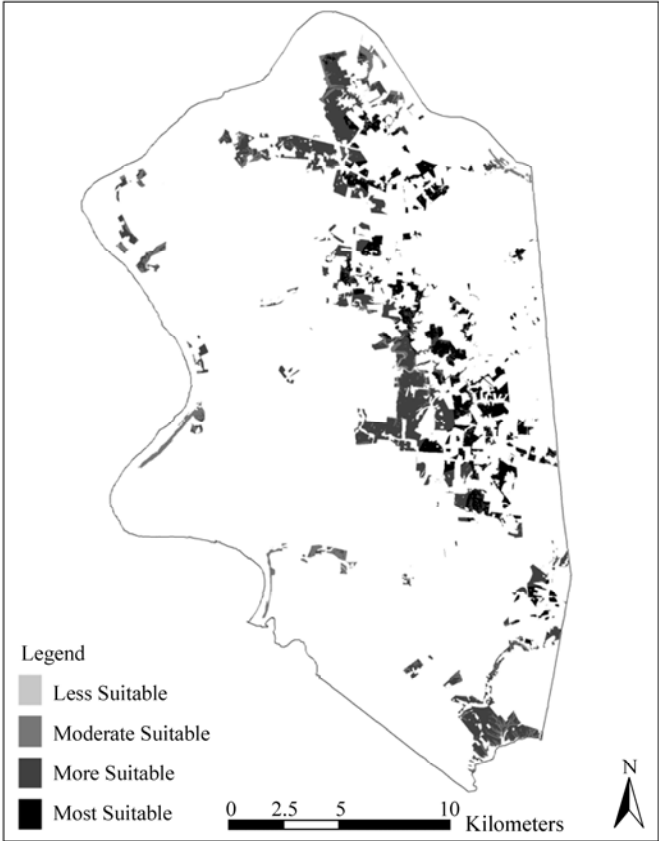 Legend
Less Suitable
Moderate Suitable
More Suitable
Most Suitable
0 2.5 5 10
Kilometers
N